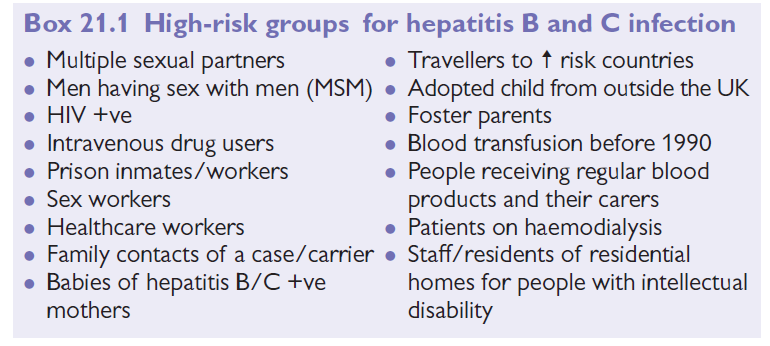 Box 21.1 High-risk groups for hepatitis B and C infection
• Multiple sexual partners
• Men having sex with men (MSM)
• HIV +ve
• Intravenous drug users
• Prison inmates/workers
• Sex workers
• Healthcare workers
• Family contacts of a case/carrier
• Babies of hepatitis B/C +ve
mothers
• Travellers to ↑ risk countries
• Adopted child from outside the UK
• Foster parents
• Blood transfusion before 1990
• People receiving regular blood
products and their carers
• Patients on haemodialysis
• Staff/residents of residential
homes for people with intellectual
disability